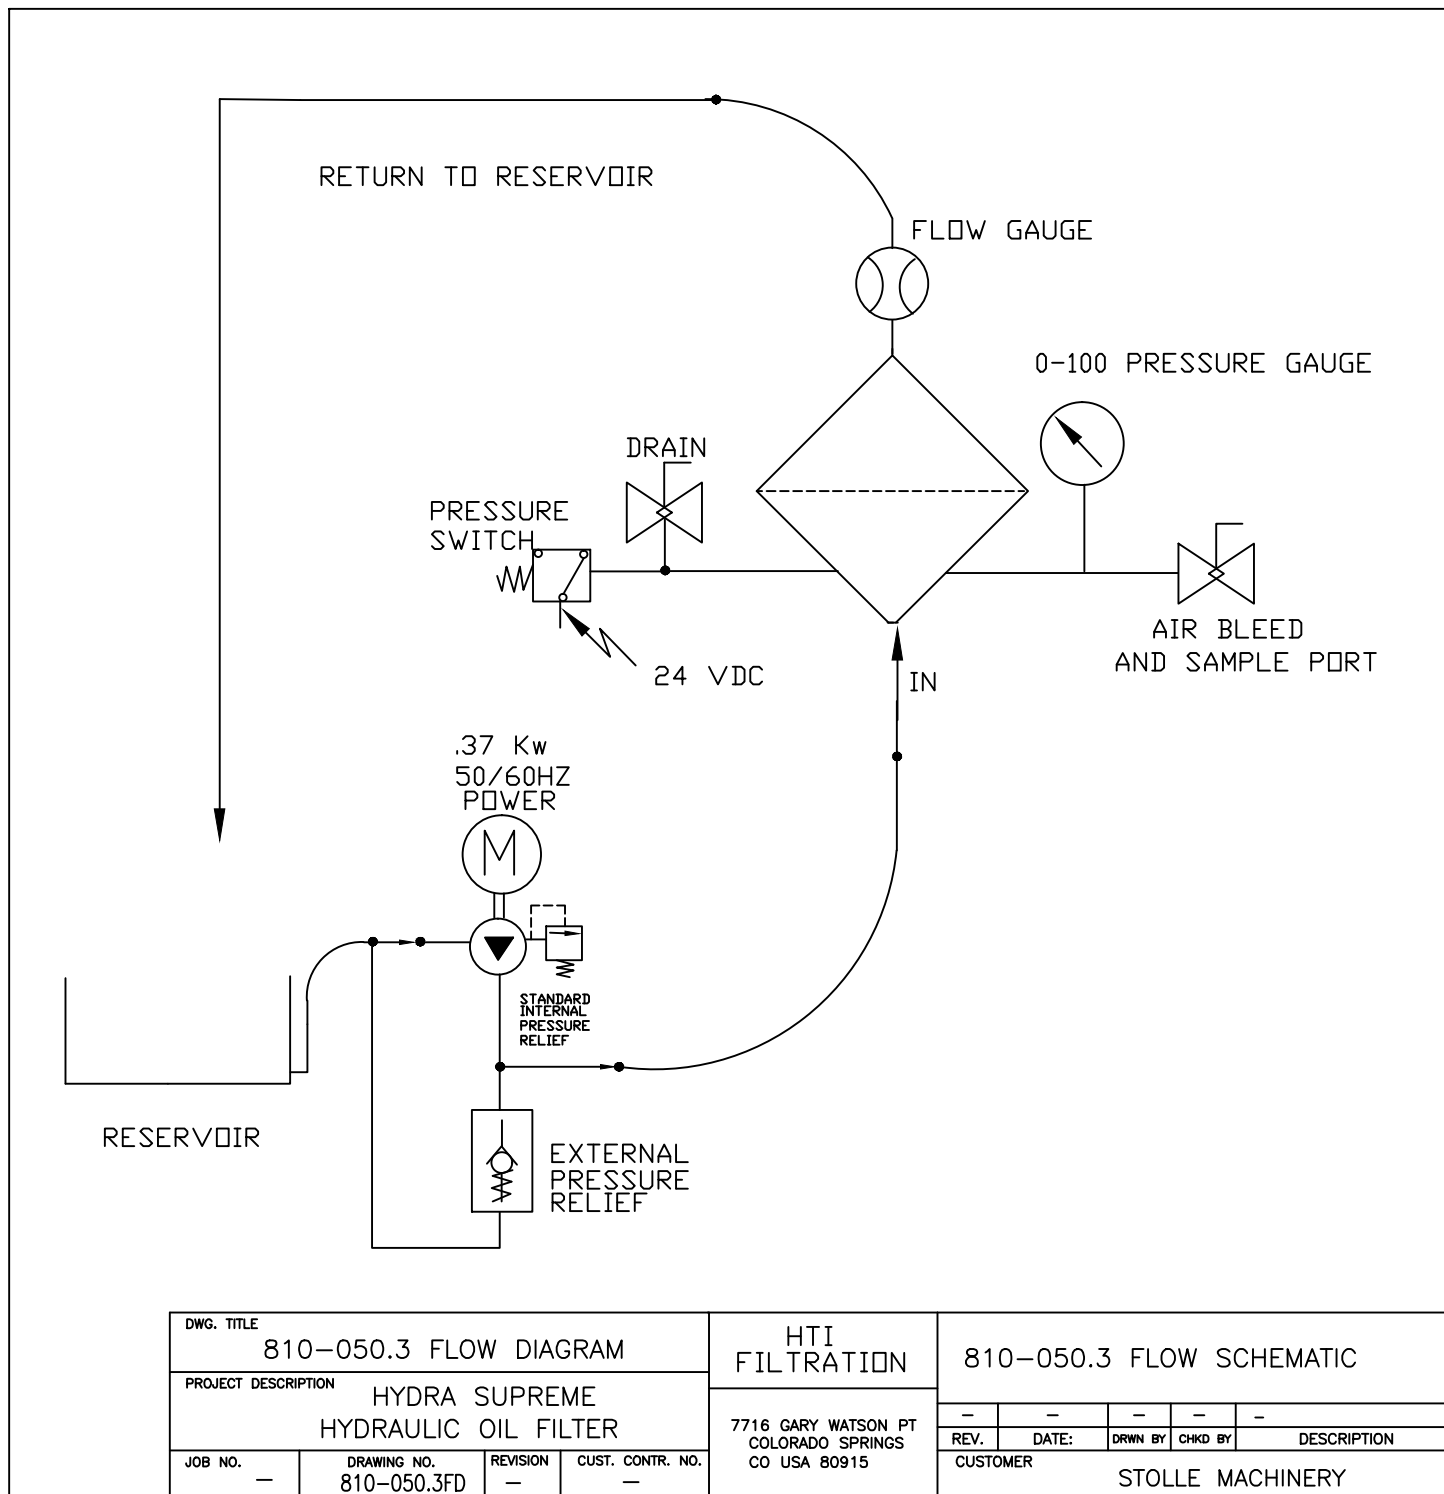 RETURN TO RESERVOIR
FLOW GAUGE
0-100 PRESSURE GAUGE
DRAIN
PRESSURE
SWITCH
24 VDC
IN
AIR BLEED
AND SAMPLE PORT
.37 Kw
50/60HZ
POWER
M
STANDARD
INTERNAL
PRESSURE
RELIEF
RESERVOIR
EXTERNAL
PRESSURE
RELIEF
DWG. TITLE
810-050.3 FLOW DIAGRAM
PROJECT DESCRIPTION
HYDRA SUPREME
HYDRAULIC OIL FILTER
JOB NO.
—
DRAWING NO.
810-050.3FD
REVISION
—
CUST. CONTR. NO.
—
HTI
FILTRATION
7716 GARY WATSON PT
COLORADO SPRINGS
CO USA 80915
810-050.3 FLOW SCHEMATIC
— — — — –
REV. DATE: DRWN BY CHKD BY DESCRIPTION
CUSTOMER
STOLLE MACHINERY